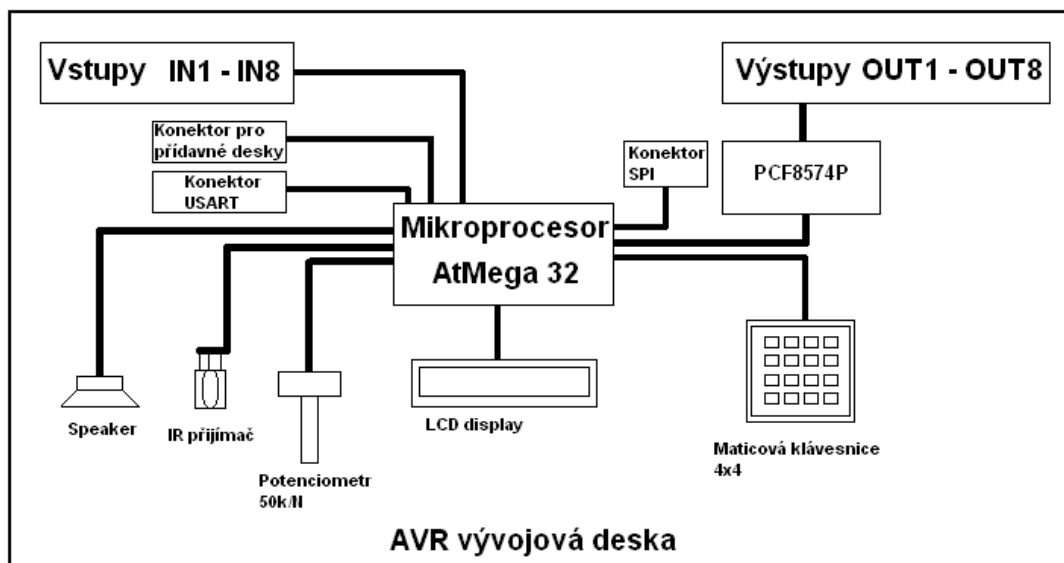 Vstupy IN1 - IN8
Výstupy OUT1 - OUT8
Konektor pro
přídavné desky
Konektor
SPI
PCF8574P
Konektor
USART
Mikroprocesor
AtMega 32
Speaker
IR přijímač
LCD display
Maticová klávesnice
4x4
Potenciometr
50k/N
AVR vývojová deska